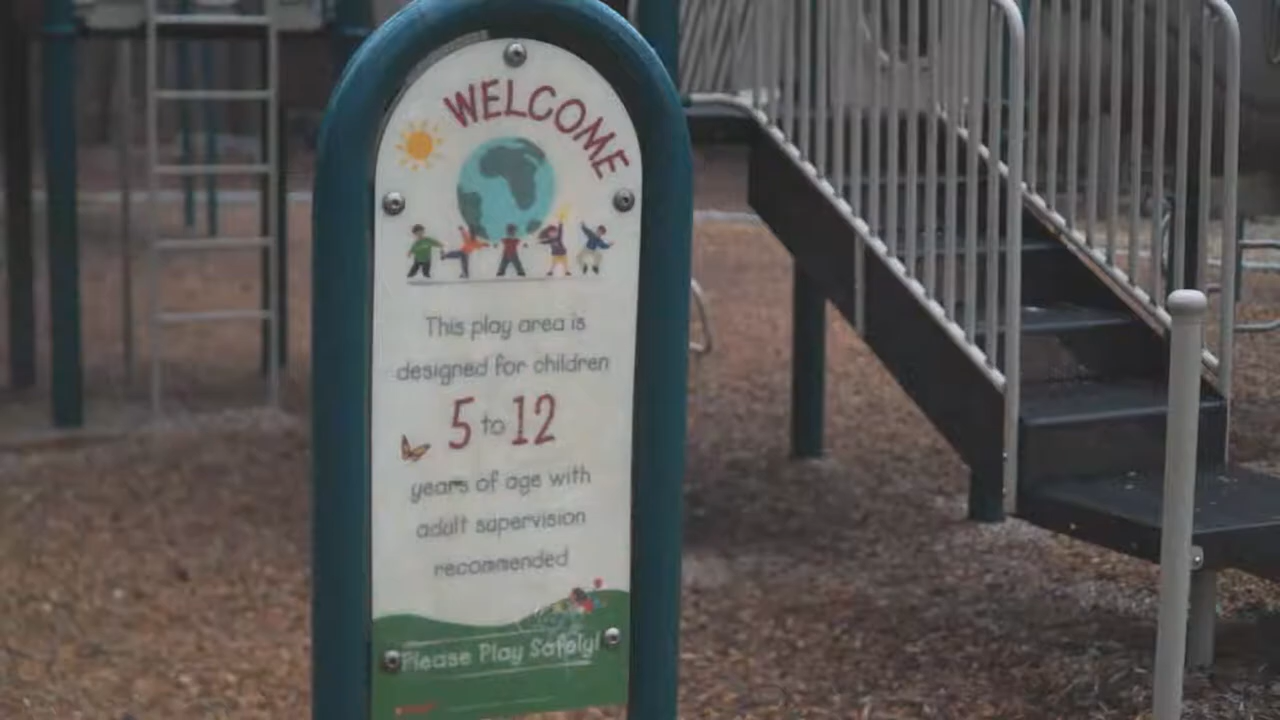 WELCOME
This play area is
designed for children
5 to 12
years of age with
adult supervision
recommended
Please Play Safely!